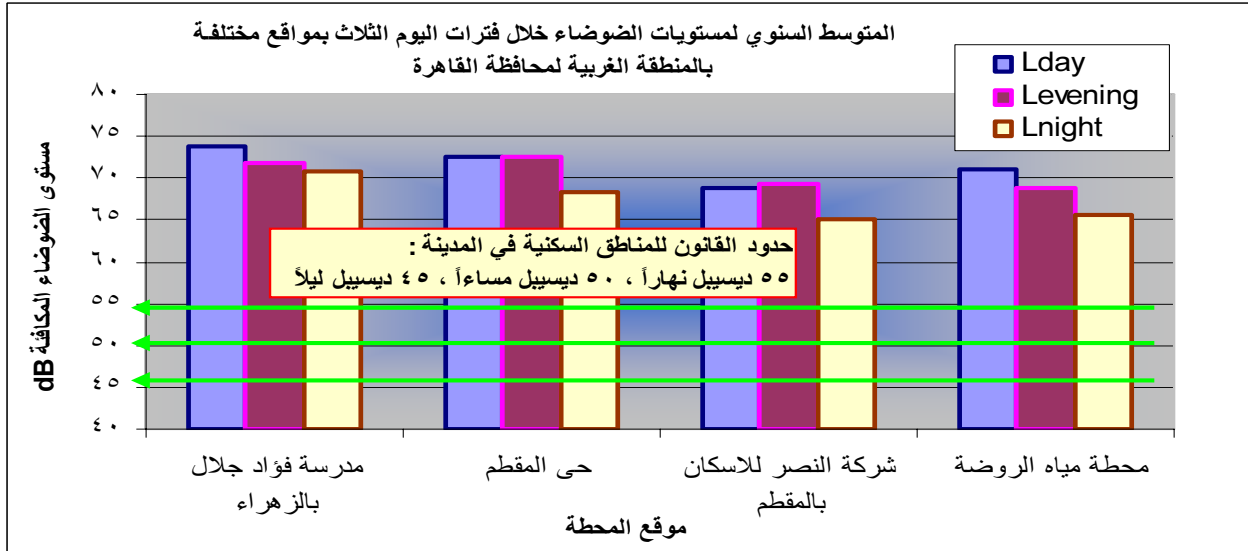 المتوسط السنوي لمستويات الضوضاء خلال فترات اليوم الثلاث بمواقع مختلفة
بالمنطقة الغربية لمحافظة القاهرة
Lday
Levening
Lnight
مستوى الضوضاء المكافئة dB
٨٠
٧٥
٧٠
٦٥
٦٠
٥٥
٥٠
٤٥
٤٠
حدود القانون للمناطق السكنية في المدينة :
٥٥ ديسيبل نهاراً ، ٥٠ ديسيبل مساءاً ، ٤٥ ديسيبل ليلاً
مدرسة فؤاد جلال
بالزهراء
حى المقطم
شركة النصر للاسكان
بالمقطم
محطة مياه الروضة
موقع المحطة